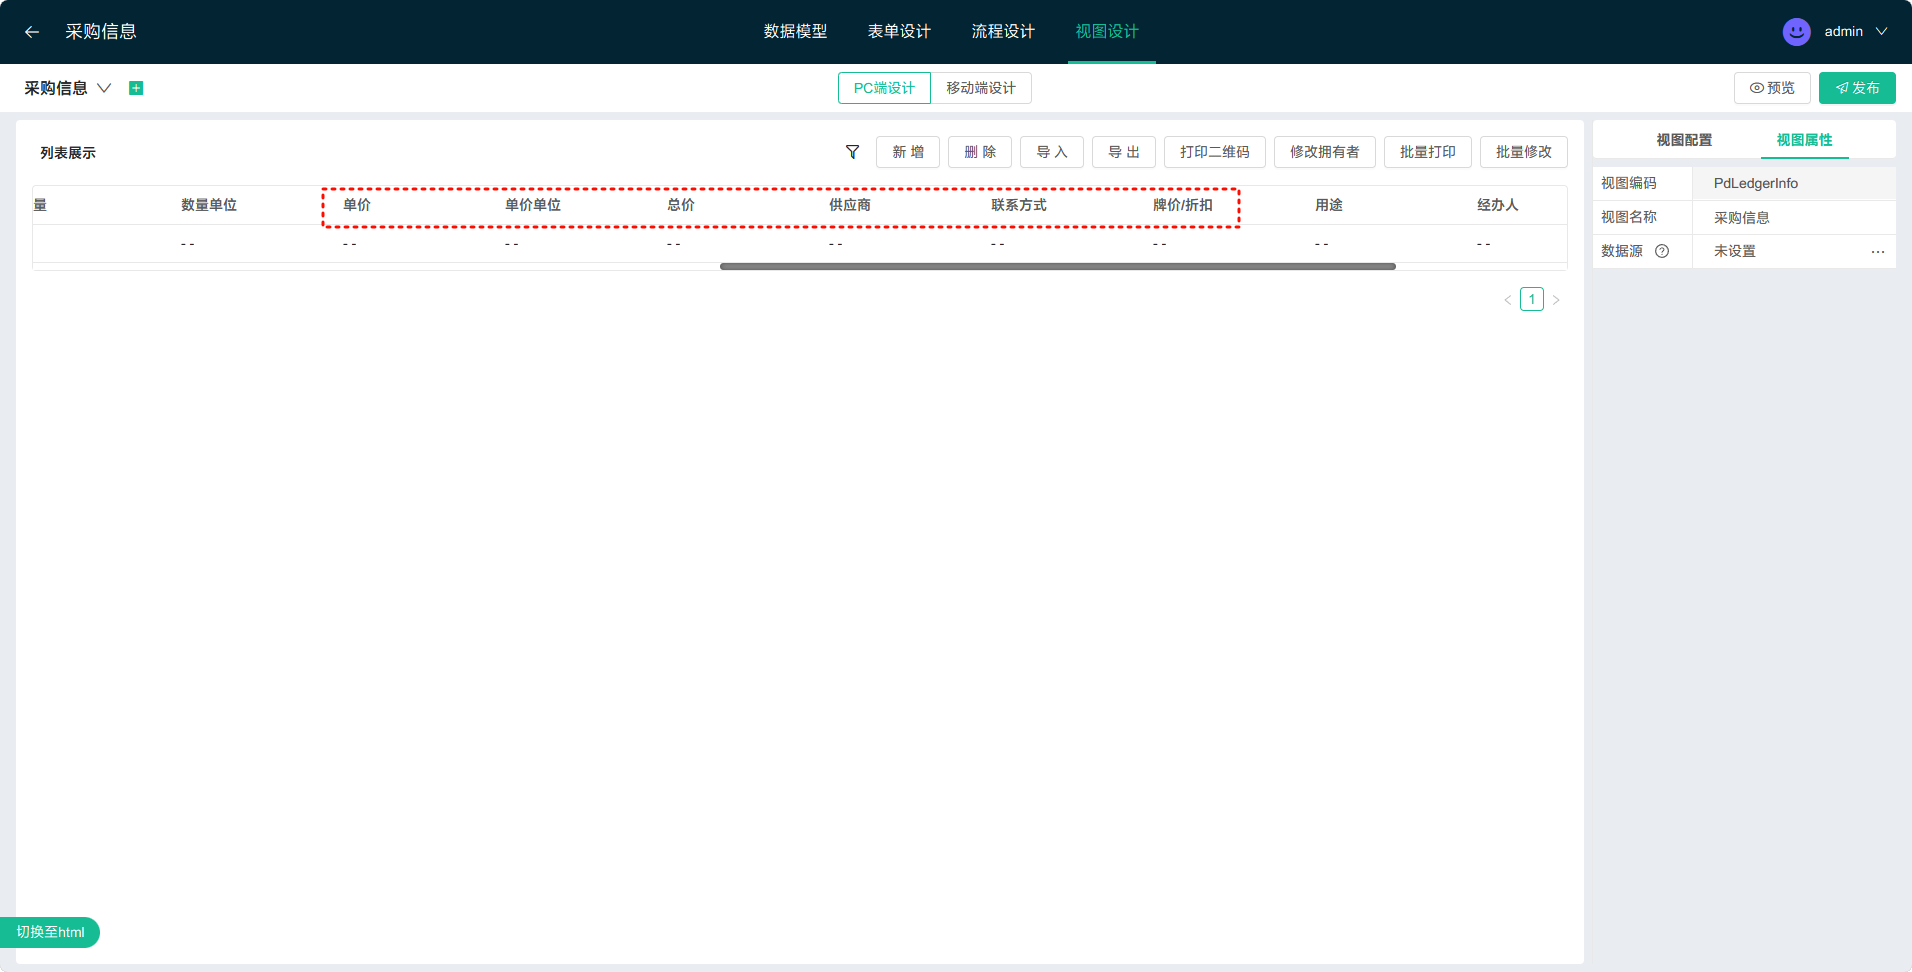 采购信息
数据模型 表单设计 流程设计 视图设计
admin
采购信息
PC端设计 移动端设计
预览 发布
列表展示
新 增 删 除 导 入 导 出 打印二维码 修改拥有者 批量打印 批量修改
量 数量单位 单价 单价单位 总价 供应商 联系方式 牌价/折扣 用途 经办人
-- -- -- -- -- -- -- -- --
< 1 >
视图配置 视图属性
视图编码 PdLedgerInfo
视图名称 采购信息
数据源 ? 未设置 ...
切换至html